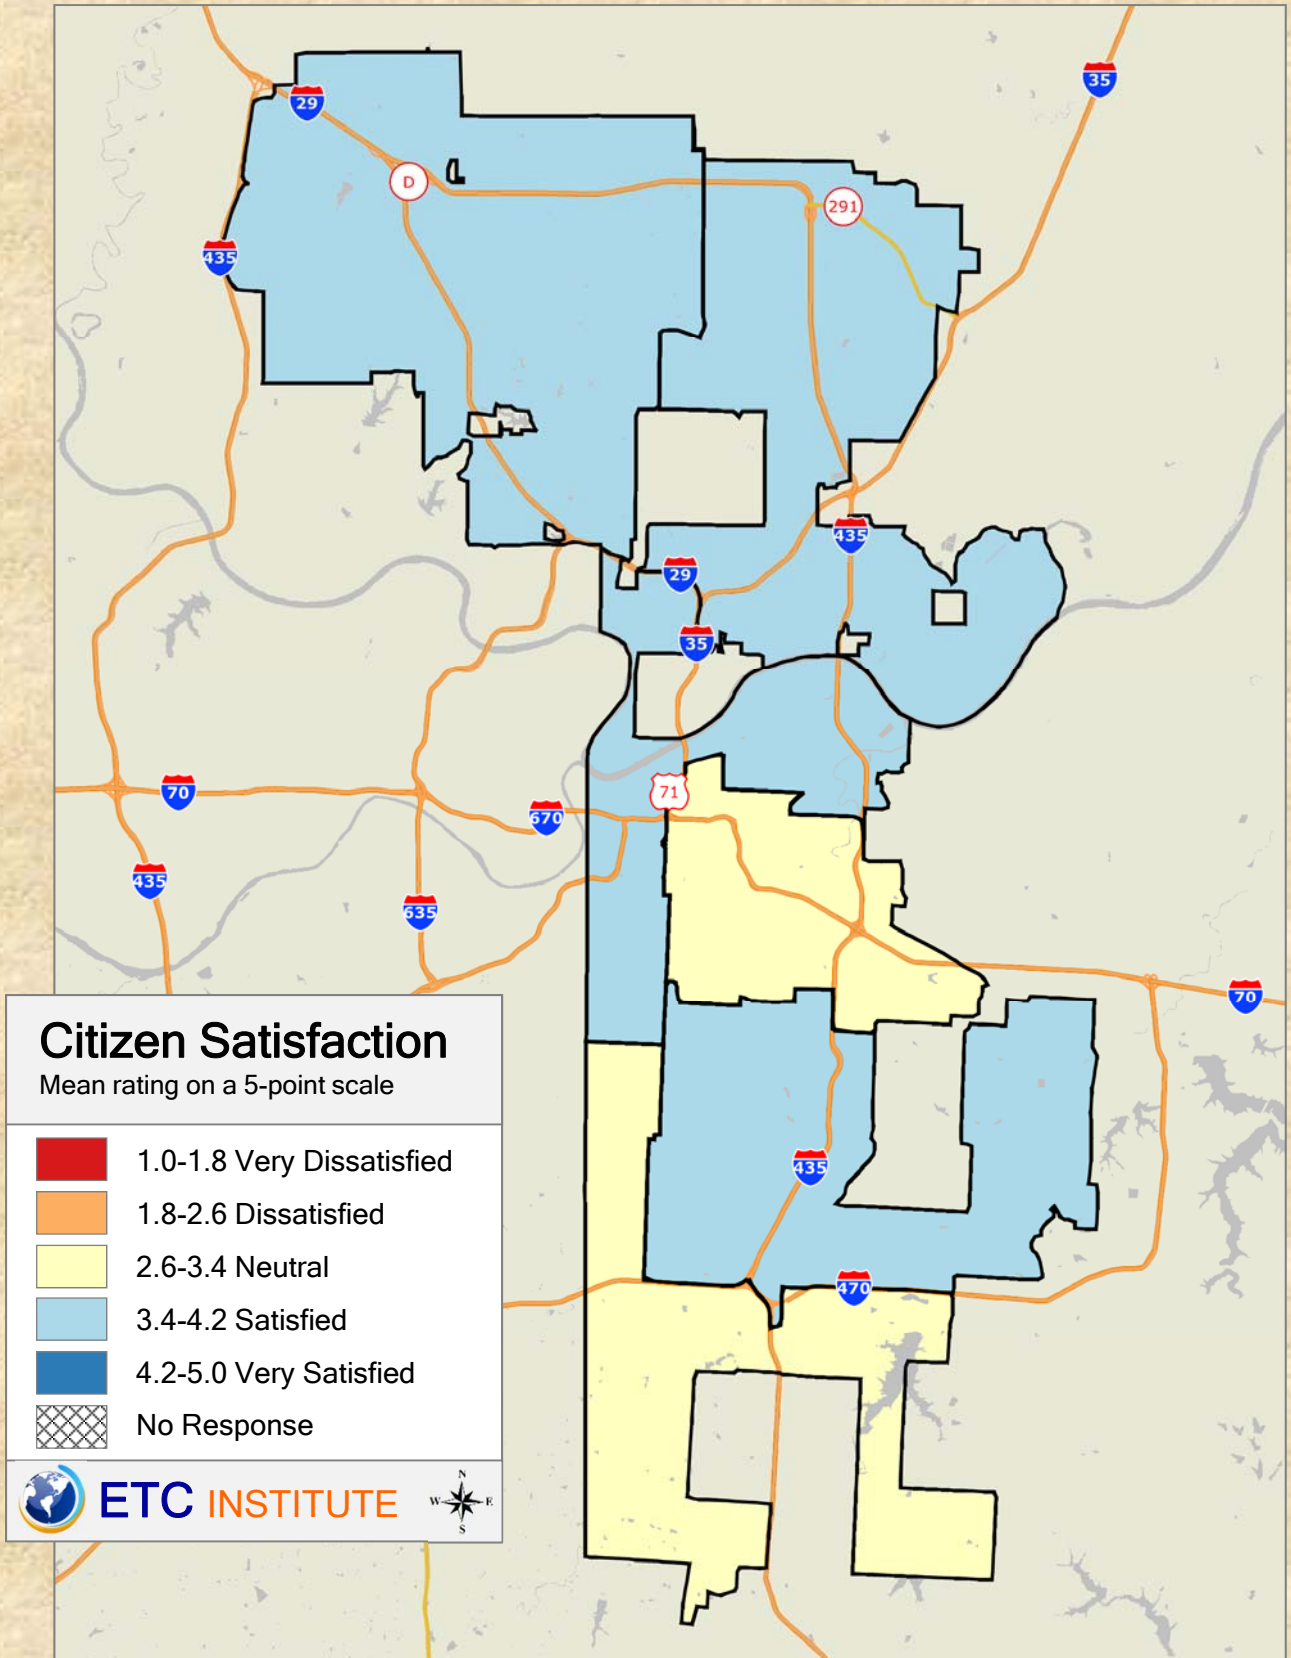 35
29
D
291
435
435
29
35
70
71
670
435
635
70
Citizen Satisfaction
Mean rating on a 5-point scale
1.0-1.8 Very Dissatisfied
435
1.8-2.6 Dissatisfied
2.6-3.4 Neutral
470
3.4-4.2 Satisfied
4.2-5.0 Very Satisfied
No Response
N
ETC INSTITUTE
W E
S